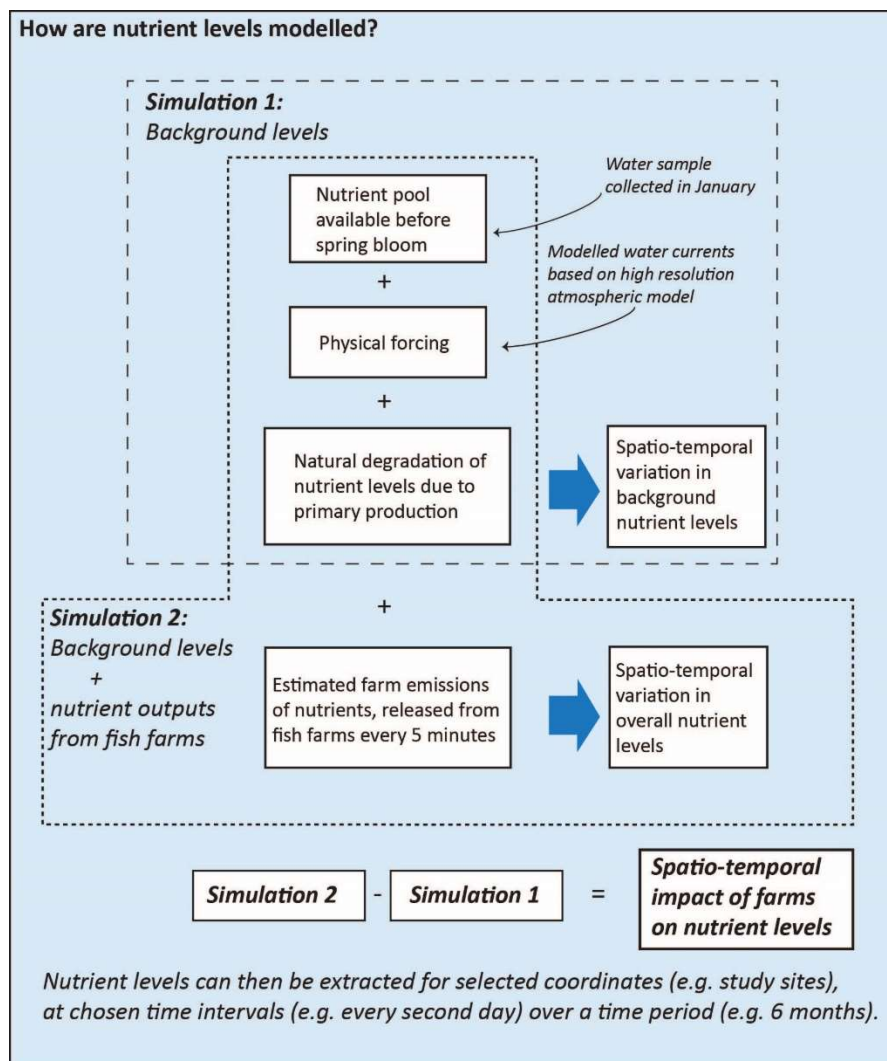 How are nutrient levels modelled?
Simulation 1:
Background levels
Water sample
collected in January
Nutrient pool
available before
spring bloom
+
Modelled water currents
based on high resolution
atmospheric model
Physical forcing
+
Natural degradation of
nutrient levels due to
primary production
Spatio-temporal
variation in
background
nutrient levels
+
Simulation 2:
Background levels
+
nutrient outputs
from fish farms
Estimated farm emissions
of nutrients, released from
fish farms every 5 minutes
Spatio-temporal
variation in
overall nutrient
levels
Simulation 2 - Simulation 1 =
Spatio-temporal
impact of farms
on nutrient levels
Nutrient levels can then be extracted for selected coordinates (e.g. study sites),
at chosen time intervals (e.g. every second day) over a time period (e.g. 6 months).